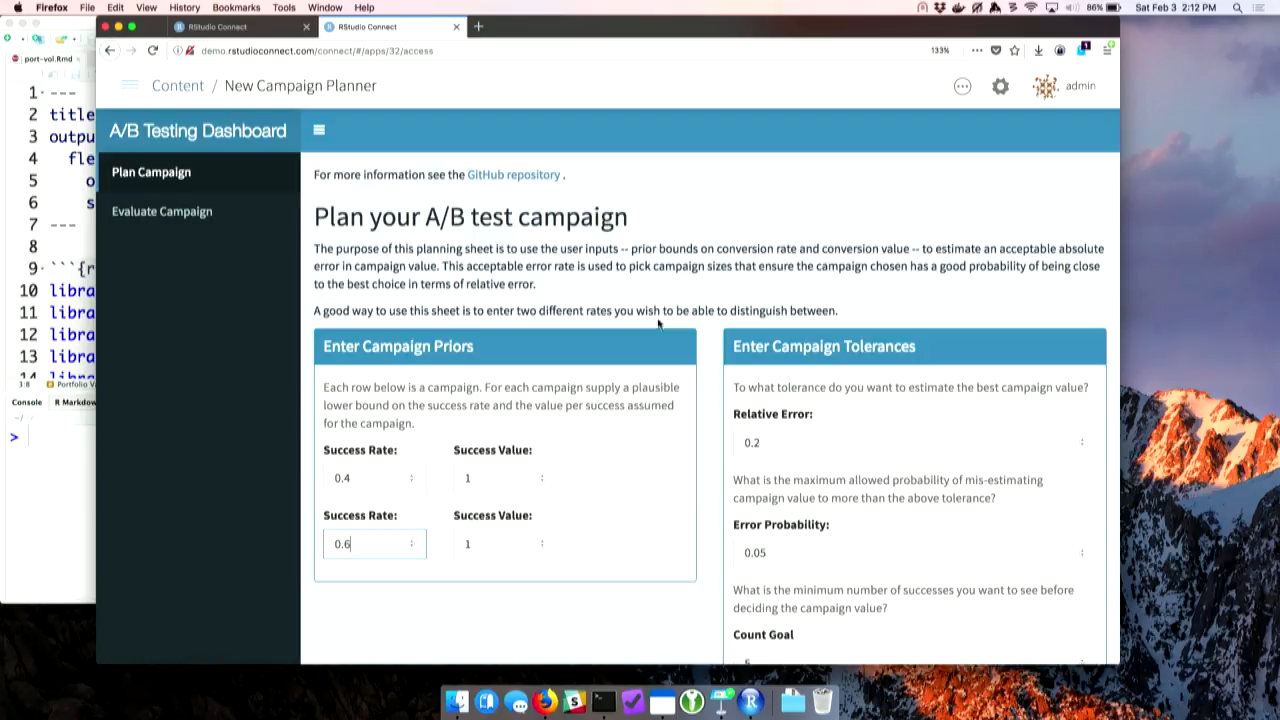 Firefox File Edit View History Bookmarks Tools Window Help
86% Sat Feb 3 2:12 PM
RStudio Connect
RStudio Connect
demo.rstudioconnect.com/connect/#/apps/32/access
133%
port-vol.Rmd
Content / New Campaign Planner
admin
1 ---
2 title
3 outpu
4 fle
5 o
6 s
7 ---
8
9 ```{r
10 libra
11 libra
12 libra
13 libra
14 libra
3:8 Portfolio Va
Console R Markdow
~/
>
A/B Testing Dashboard
Plan Campaign
Evaluate Campaign
For more information see the GitHub repository .
Plan your A/B test campaign
The purpose of this planning sheet is to use the user inputs -- prior bounds on conversion rate and conversion value -- to estimate an acceptable absolute
error in campaign value. This acceptable error rate is used to pick campaign sizes that ensure the campaign chosen has a good probability of being close
to the best choice in terms of relative error.
A good way to use this sheet is to enter two different rates you wish to be able to distinguish between.
Enter Campaign Priors
Each row below is a campaign. For each campaign supply a plausible
lower bound on the success rate and the value per success assumed
for the campaign.
Success Rate: Success Value:
0.4 1
Success Rate: Success Value:
0.6 1
Enter Campaign Tolerances
To what tolerance do you want to estimate the best campaign value?
Relative Error:
0.2
What is the maximum allowed probability of mis-estimating
campaign value to more than the above tolerance?
Error Probability:
0.05
What is the minimum number of successes you want to see before
deciding the campaign value?
Count Goal
5